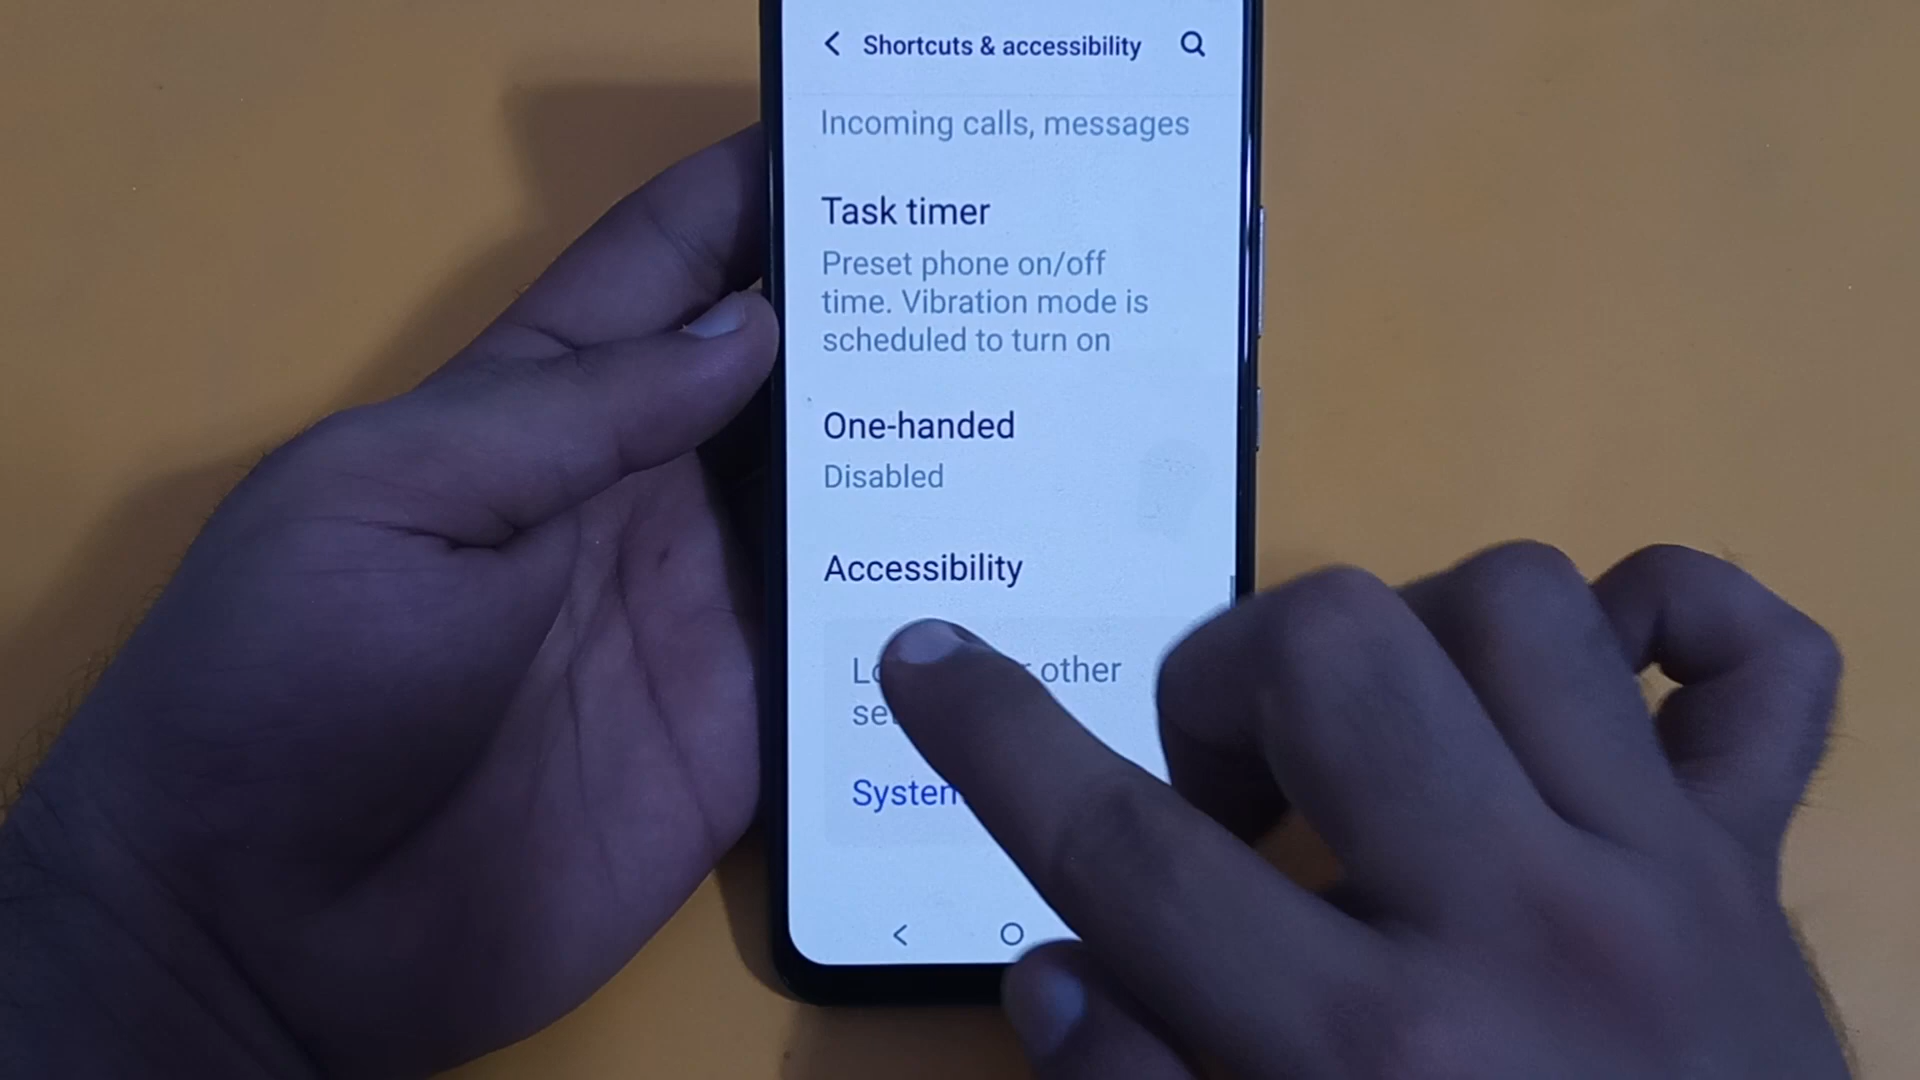 Shortcuts & accessibility
Incoming calls, messages
Task timer
Preset phone on/off
time. Vibration mode is
scheduled to turn on
One-handed
Disabled
Accessibility
other